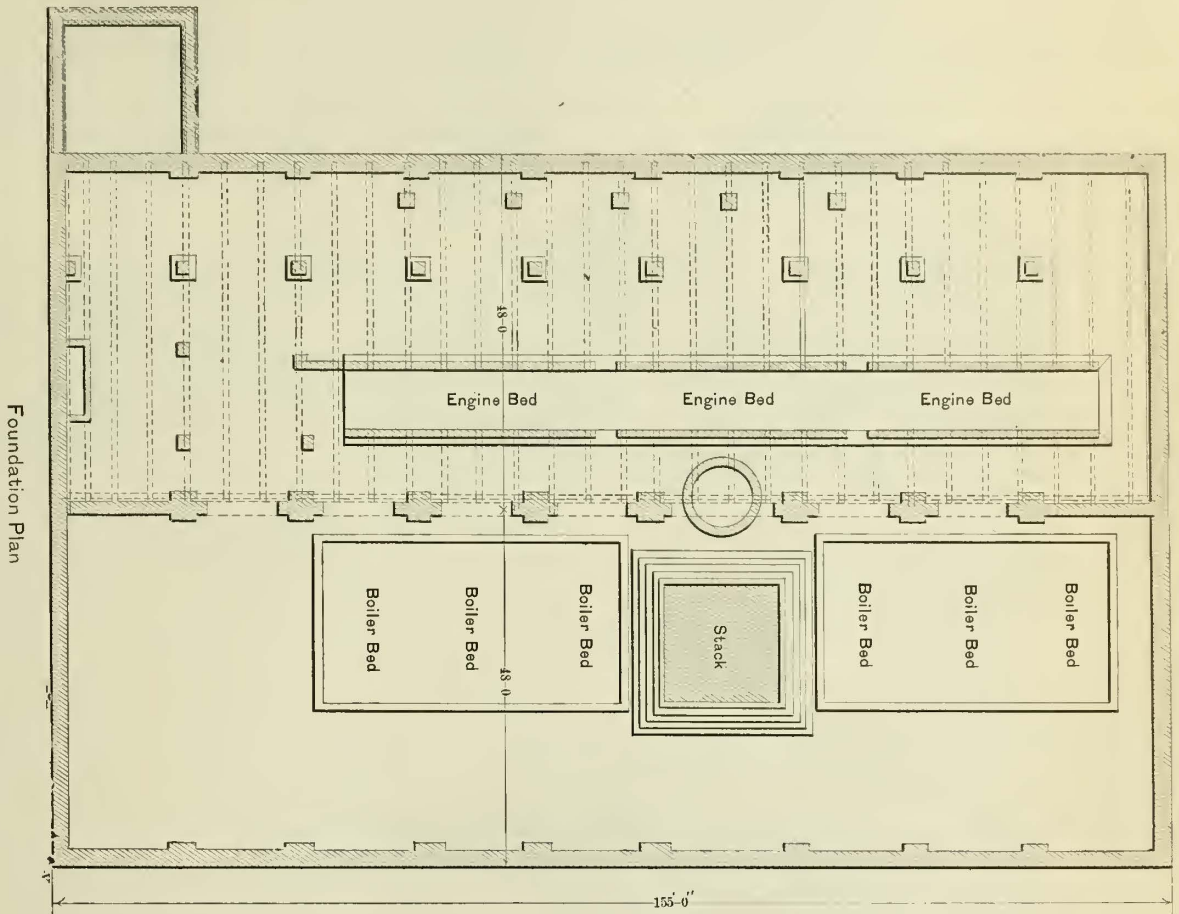 Foundation Plan
48-0
Engine Bed
Engine Bed
Engine Bed
Boiler Bed
Boiler Bed
Boiler Bed
Stack
Boiler Bed
Boiler Bed
Boiler Bed
48-0
155'-0"